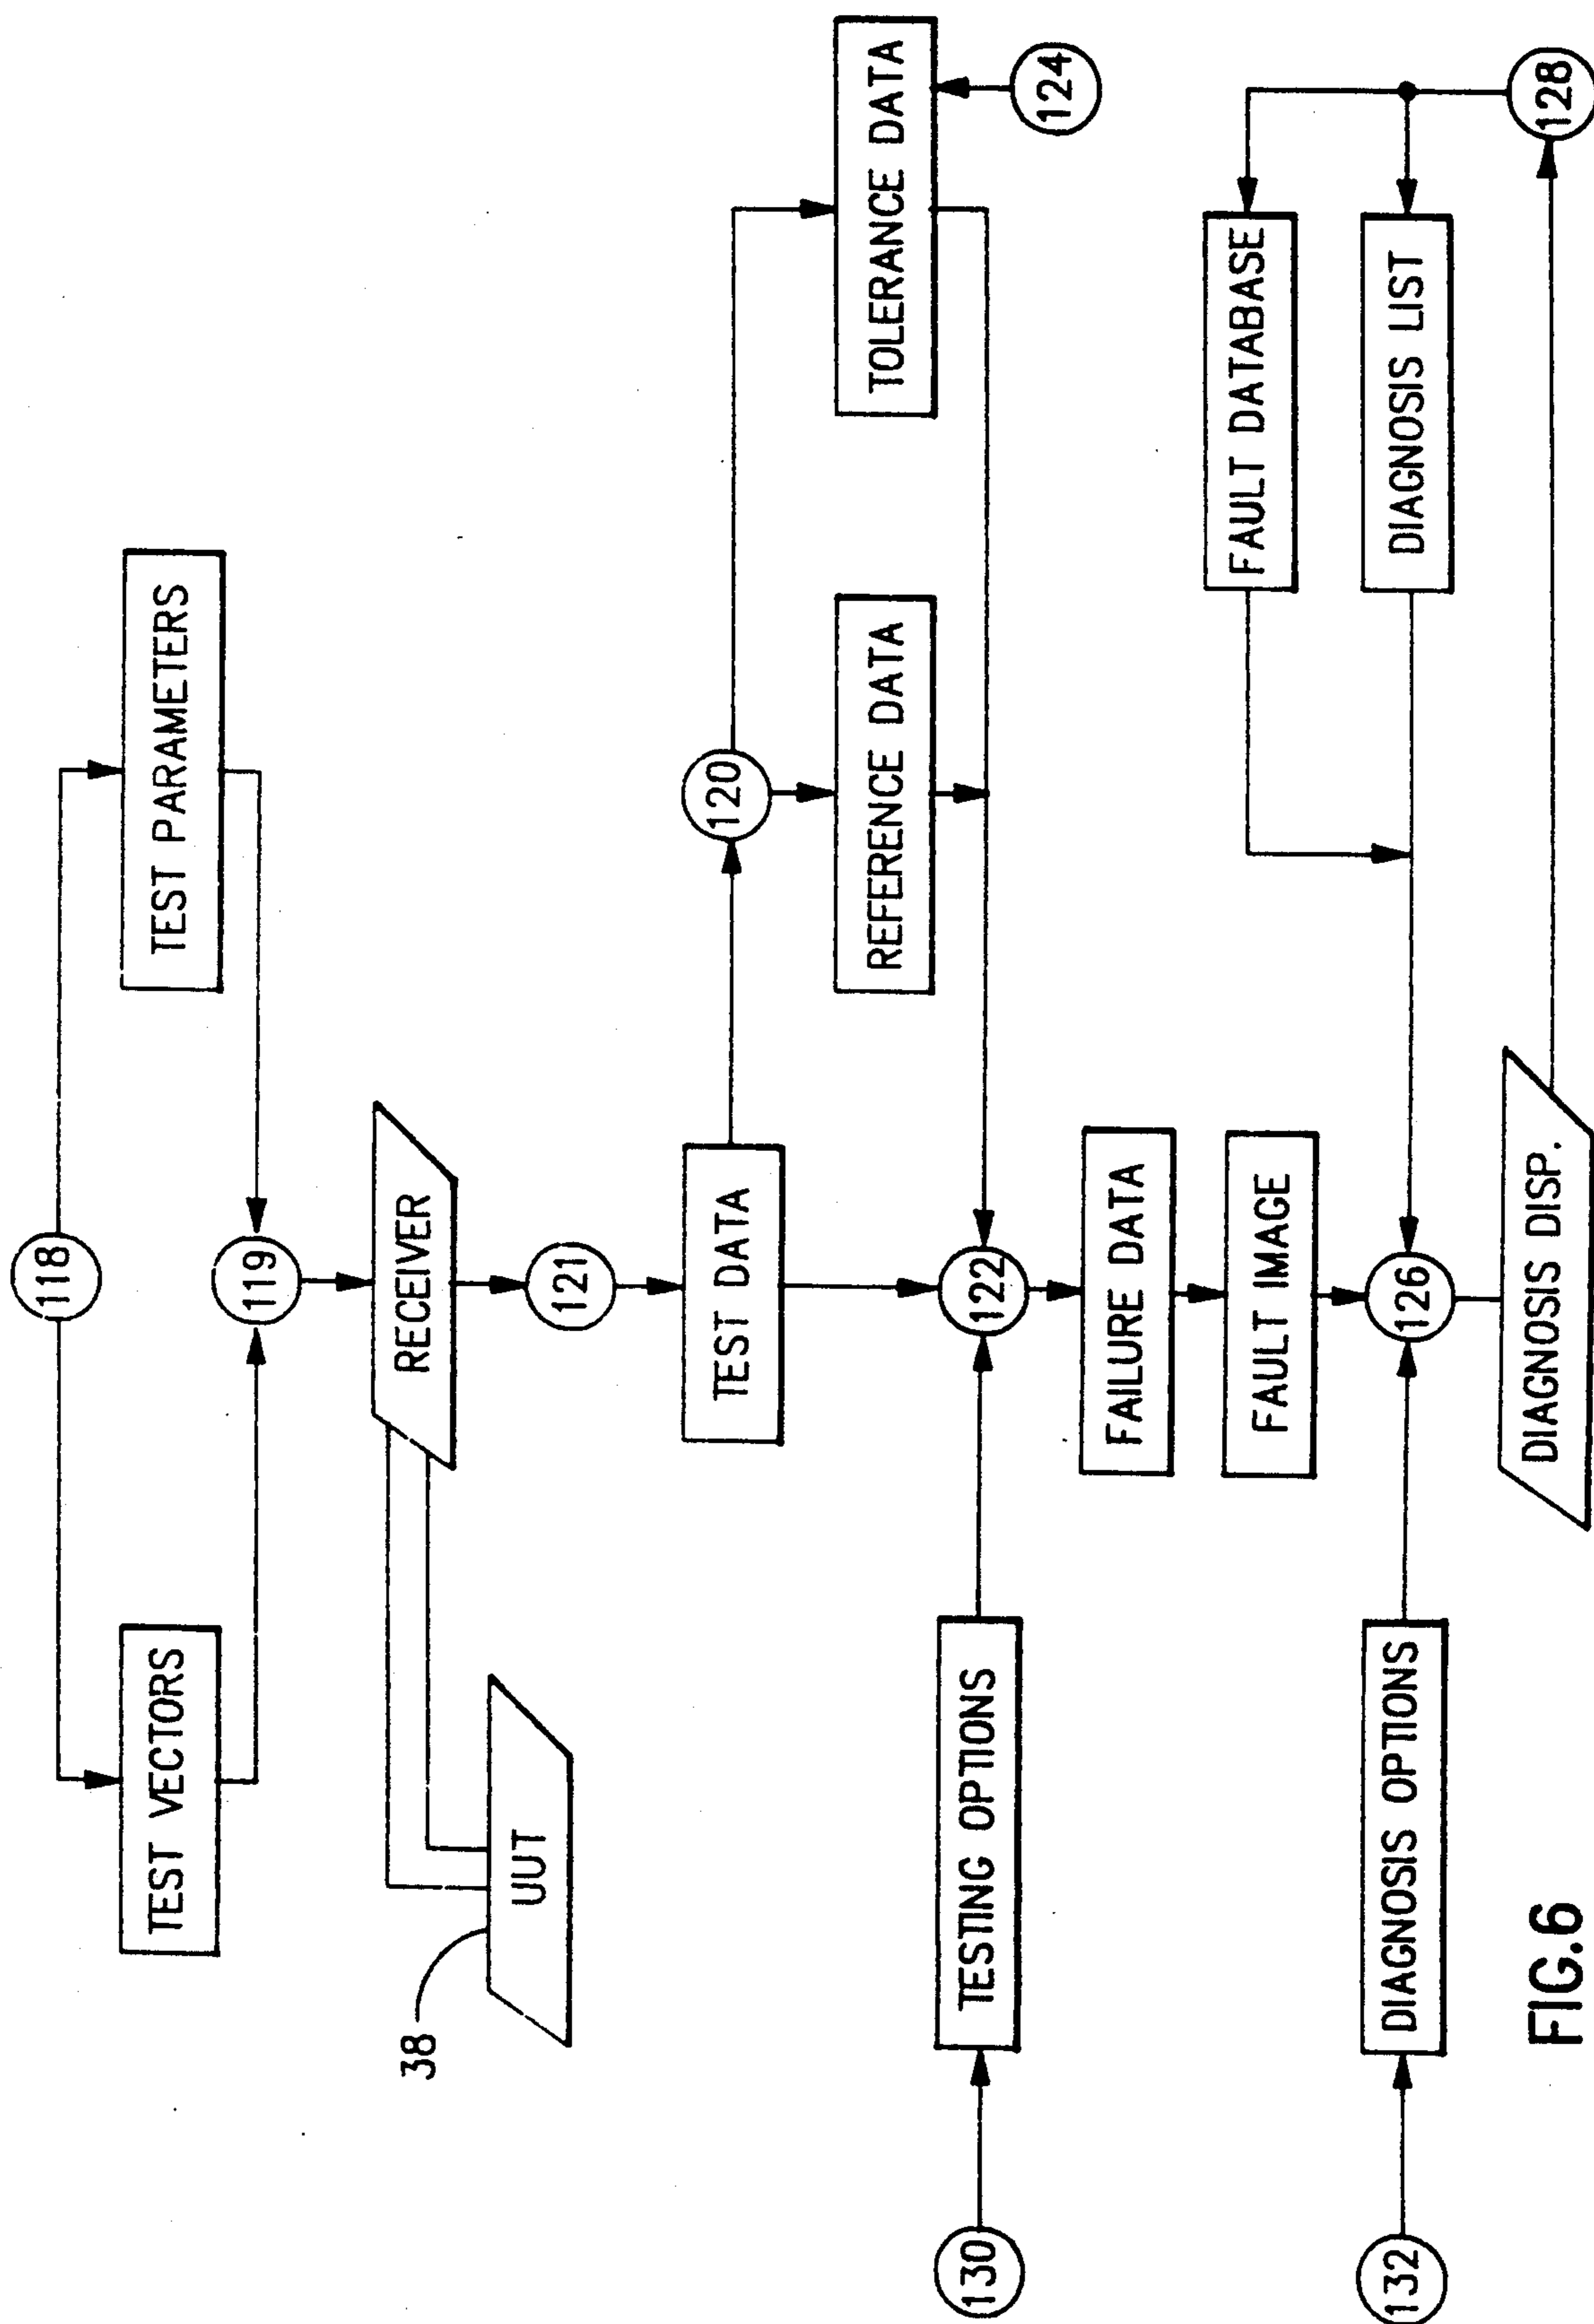 118
TEST VECTORS
TEST PARAMETERS
119
RECEIVER
38
UUT
121
TEST DATA
120
REFERENCE DATA
TOLERANCE DATA
124
130
TESTING OPTIONS
122
FAILURE DATA
FAULT IMAGE
FAULT DATABASE
DIAGNOSIS LIST
132
DIAGNOSIS OPTIONS
126
128
DIAGNOSIS DISP.
FIG.6